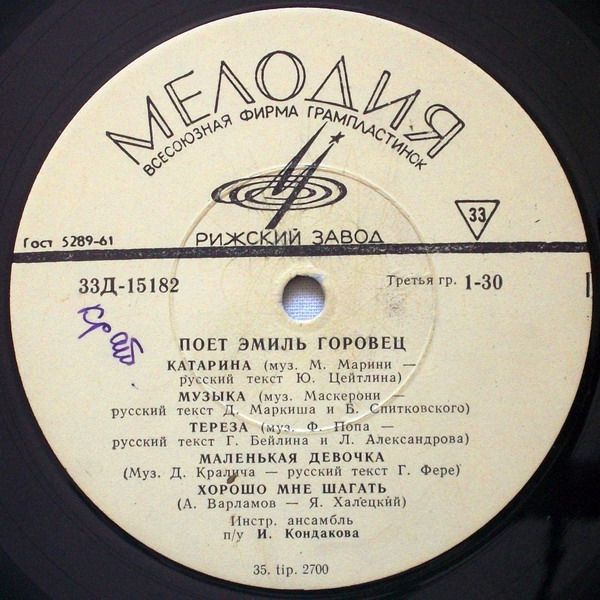 МЕЛОДИЯ
ВСЕСОЮЗНАЯ ФИРМА ГРАМПЛАСТИНОК
33
РИЖСКИЙ ЗАВОД
Гост 5289-61
33Д-15182
Третья гр. 1-30
ПОЕТ ЭМИЛЬ ГОРОВЕЦ
КАТАРИНА (муз. М. Марини —
русский текст Ю. Цейтлина)
МУЗЫКА (муз. Маскерони —
русский текст Д. Маркиша и Б. Спитковского)
ТЕРЕЗА (муз. Ф. Попа —
русский текст Г. Бейлина и Л. Александрова)
МАЛЕНЬКАЯ ДЕВОЧКА
(Муз. Д. Кралича — русский текст Г. Фере)
ХОРОШО МНЕ ШАГАТЬ
(А. Варламов — Я. Халецкий)
Инстр. ансамбль
п/у И. Кондакова
35. tip. 2700